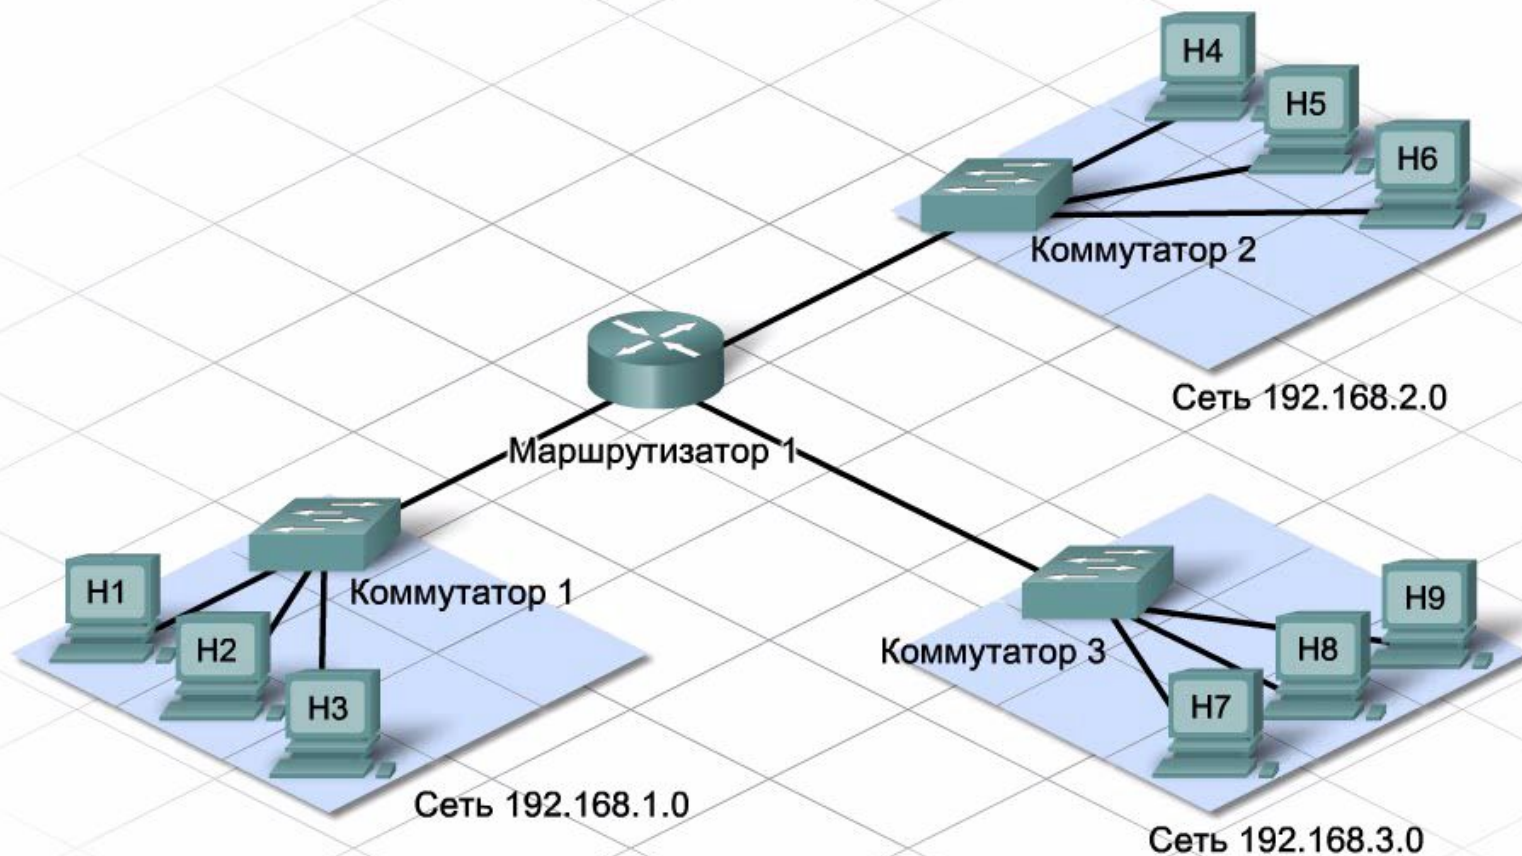 H4
H5
H6
Коммутатор 2
Сеть 192.168.2.0
Маршрутизатор 1
Коммутатор 1
H1
H2
H3
Сеть 192.168.1.0
Коммутатор 3
H9
H8
H7
Сеть 192.168.3.0